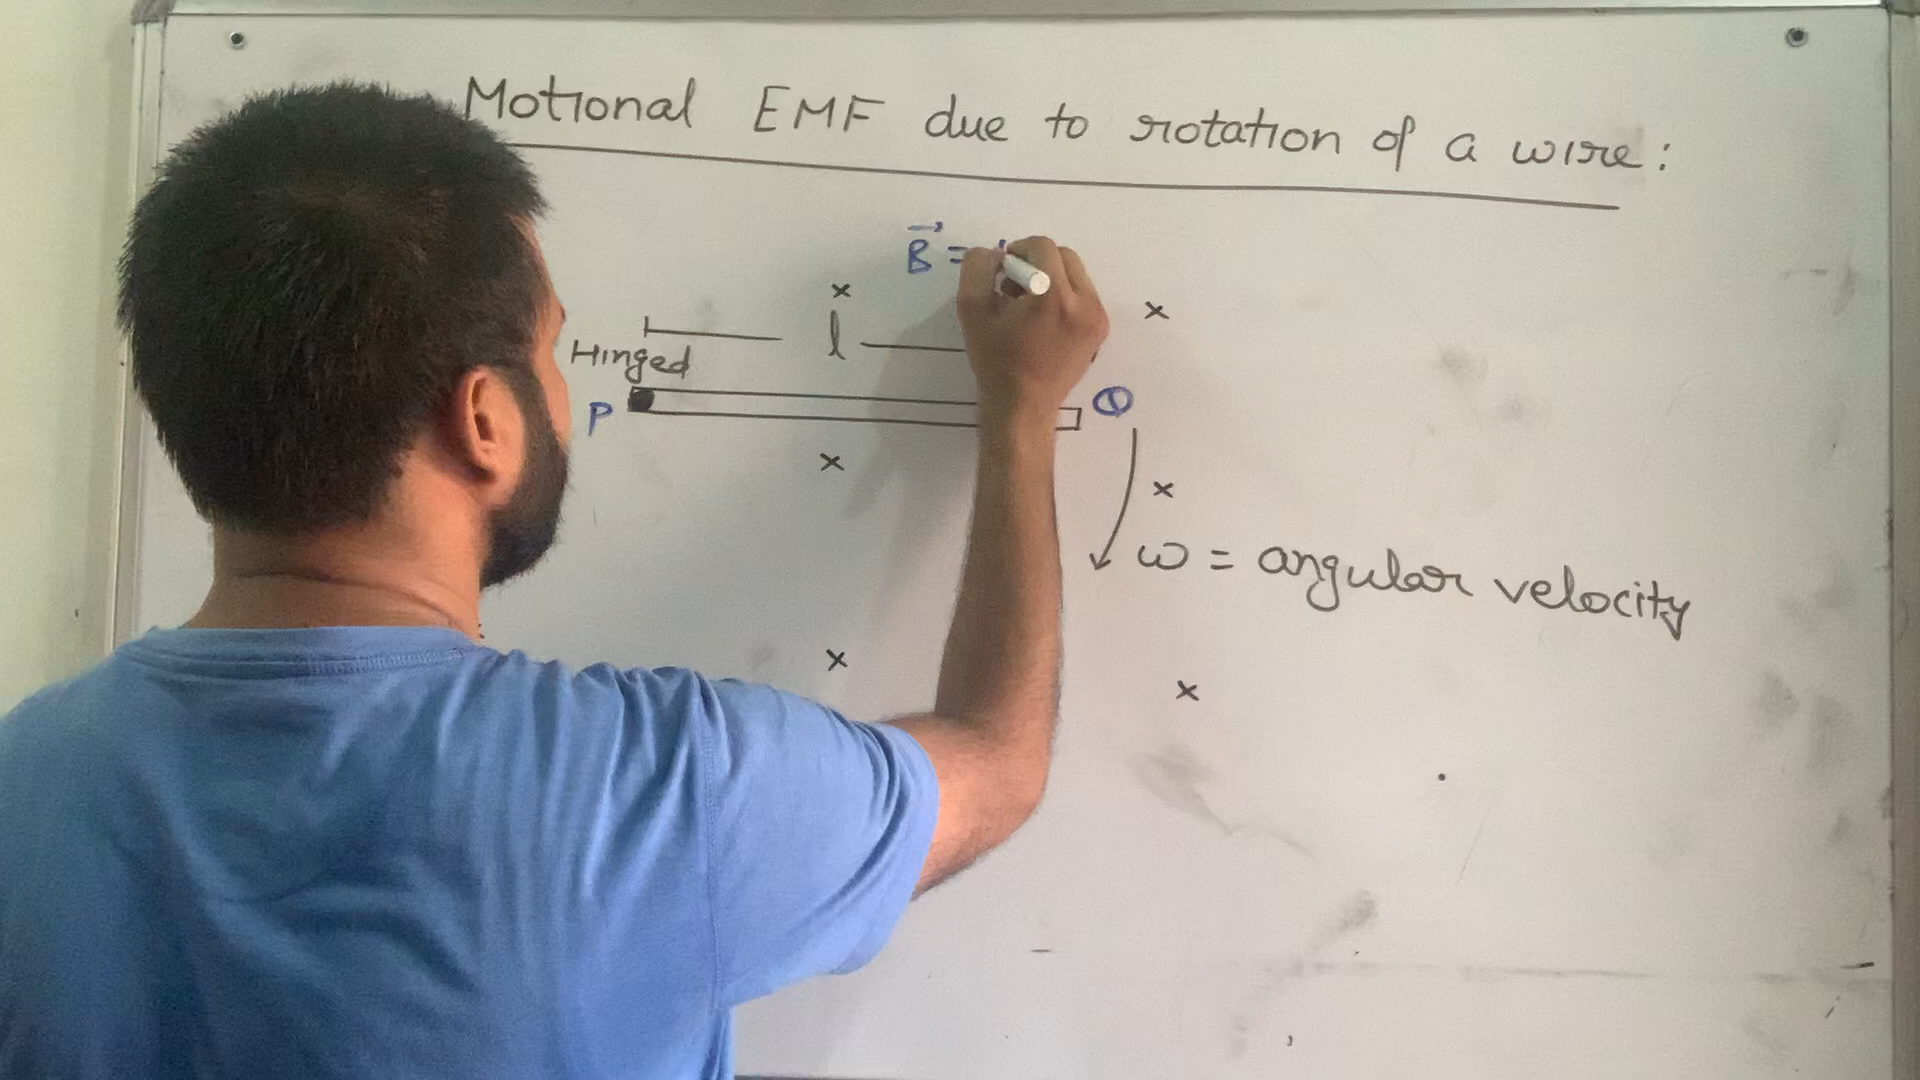 Motional EMF due to rotation of a wire:
B⃗ =
x
x
l
Hinged
P
Q
x
x
ω = angular velocity
x
x